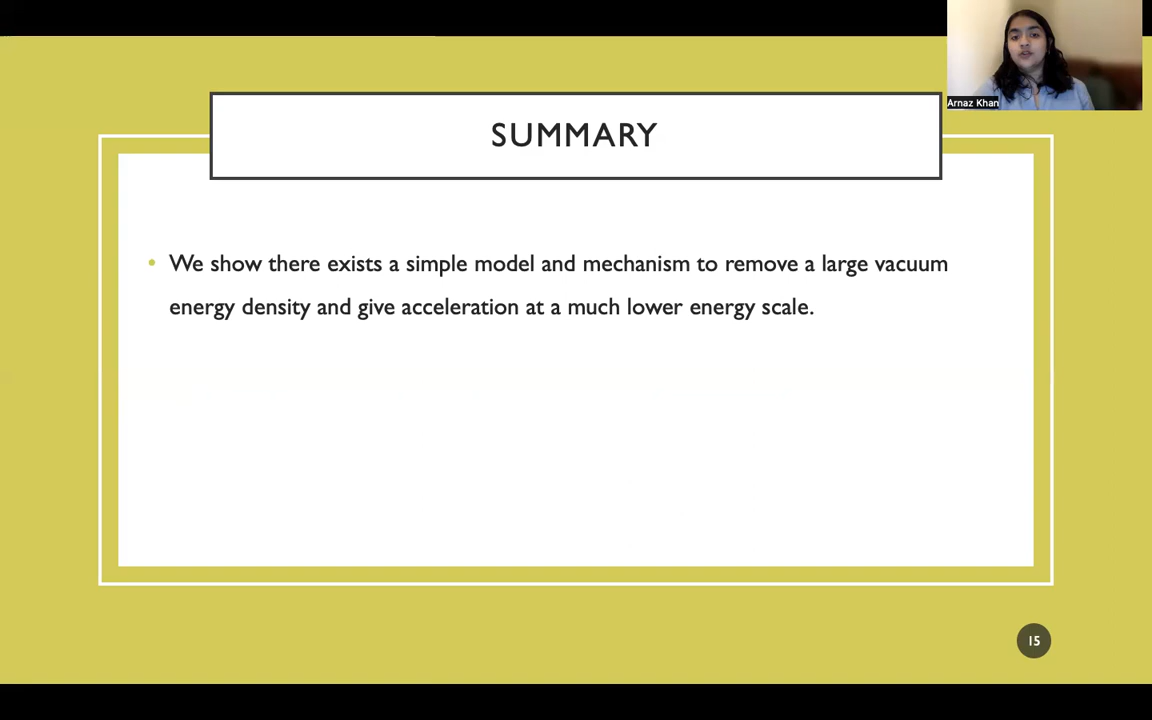 Arnaz Khan
SUMMARY
• We show there exists a simple model and mechanism to remove a large vacuum
energy density and give acceleration at a much lower energy scale.
15